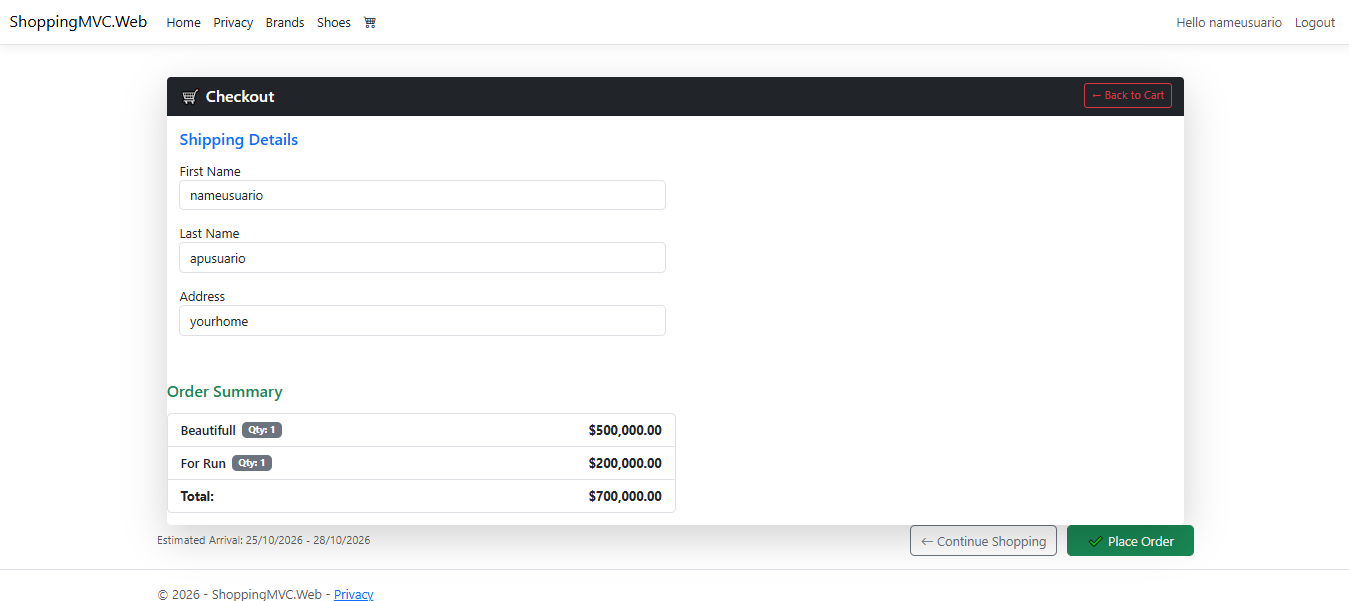 ShoppingMVC.Web Home Privacy Brands Shoes Hello nameusuario Logout
Checkout ← Back to Cart
Shipping Details
First Name
nameusuario
Last Name
apusuario
Address
yourhome
Order Summary
Beautifull Qty: 1 $500,000.00
For Run Qty: 1 $200,000.00
Total: $700,000.00
Estimated Arrival: 25/10/2026 - 28/10/2026 ← Continue Shopping Place Order
© 2026 - ShoppingMVC.Web - Privacy